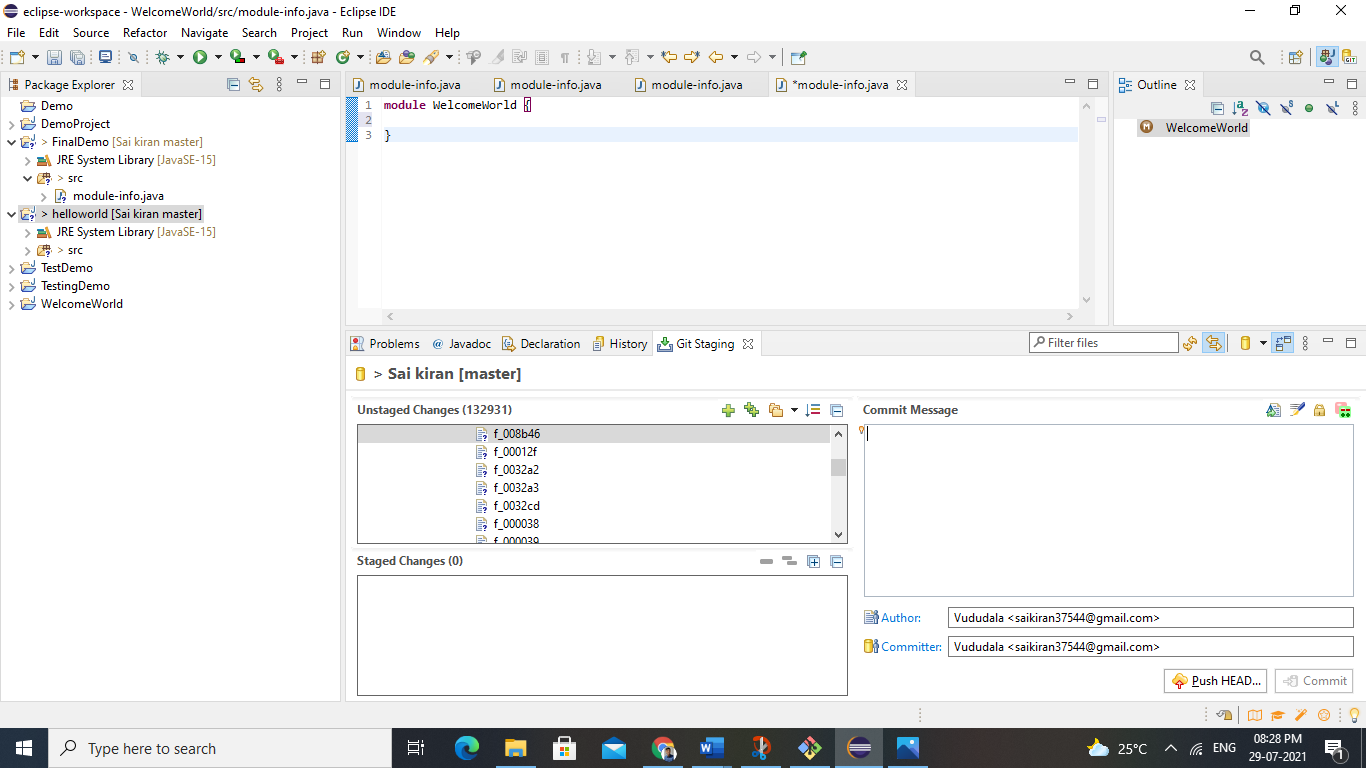 eclipse-workspace - WelcomeWorld/src/module-info.java - Eclipse IDE
File Edit Source Refactor Navigate Search Project Run Window Help
Package Explorer
Demo
DemoProject
> FinalDemo [Sai kiran master]
JRE System Library [JavaSE-15]
> src
module-info.java
> helloworld [Sai kiran master]
JRE System Library [JavaSE-15]
> src
TestDemo
TestingDemo
WelcomeWorld
module-info.java module-info.java module-info.java *module-info.java
1 module WelcomeWorld {
2
3 }
Outline
WelcomeWorld
Problems @ Javadoc Declaration History Git Staging
Filter files
> Sai kiran [master]
Unstaged Changes (132931)
f_008b46
f_00012f
f_0032a2
f_0032a3
f_0032cd
f_000038
f_000039
Staged Changes (0)
Commit Message
Author: Vududala <saikiran37544@gmail.com>
Committer: Vududala <saikiran37544@gmail.com>
Push HEAD... Commit
Type here to search
25°C ENG
08:28 PM
29-07-2021
1